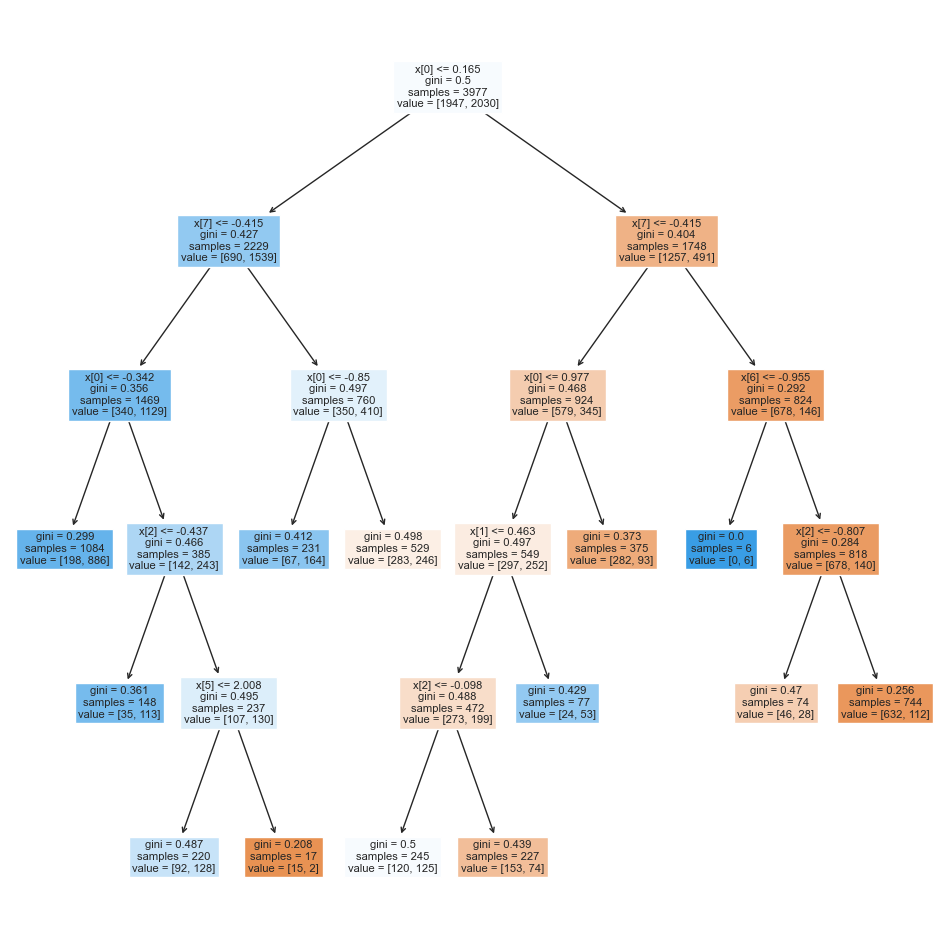 x[0] <= 0.165
gini = 0.5
samples = 3977
value = [1947, 2030]
x[7] <= -0.415
gini = 0.427
samples = 2229
value = [690, 1539]
x[7] <= -0.415
gini = 0.404
samples = 1748
value = [1257, 491]
x[0] <= -0.342
gini = 0.356
samples = 1469
value = [340, 1129]
x[0] <= -0.85
gini = 0.497
samples = 760
value = [350, 410]
x[0] <= 0.977
gini = 0.468
samples = 924
value = [579, 345]
x[6] <= -0.955
gini = 0.292
samples = 824
value = [678, 146]
gini = 0.299
samples = 1084
value = [198, 886]
x[2] <= -0.437
gini = 0.466
samples = 385
value = [142, 243]
gini = 0.412
samples = 231
value = [67, 164]
gini = 0.498
samples = 529
value = [283, 246]
x[1] <= 0.463
gini = 0.497
samples = 549
value = [297, 252]
gini = 0.373
samples = 375
value = [282, 93]
gini = 0.0
samples = 6
value = [0, 6]
x[2] <= -0.807
gini = 0.284
samples = 818
value = [678, 140]
gini = 0.361
samples = 148
value = [35, 113]
x[5] <= 2.008
gini = 0.495
samples = 237
value = [107, 130]
x[2] <= -0.098
gini = 0.488
samples = 472
value = [273, 199]
gini = 0.429
samples = 77
value = [24, 53]
gini = 0.47
samples = 74
value = [46, 28]
gini = 0.256
samples = 744
value = [632, 112]
gini = 0.487
samples = 220
value = [92, 128]
gini = 0.208
samples = 17
value = [15, 2]
gini = 0.5
samples = 245
value = [120, 125]
gini = 0.439
samples = 227
value = [153, 74]